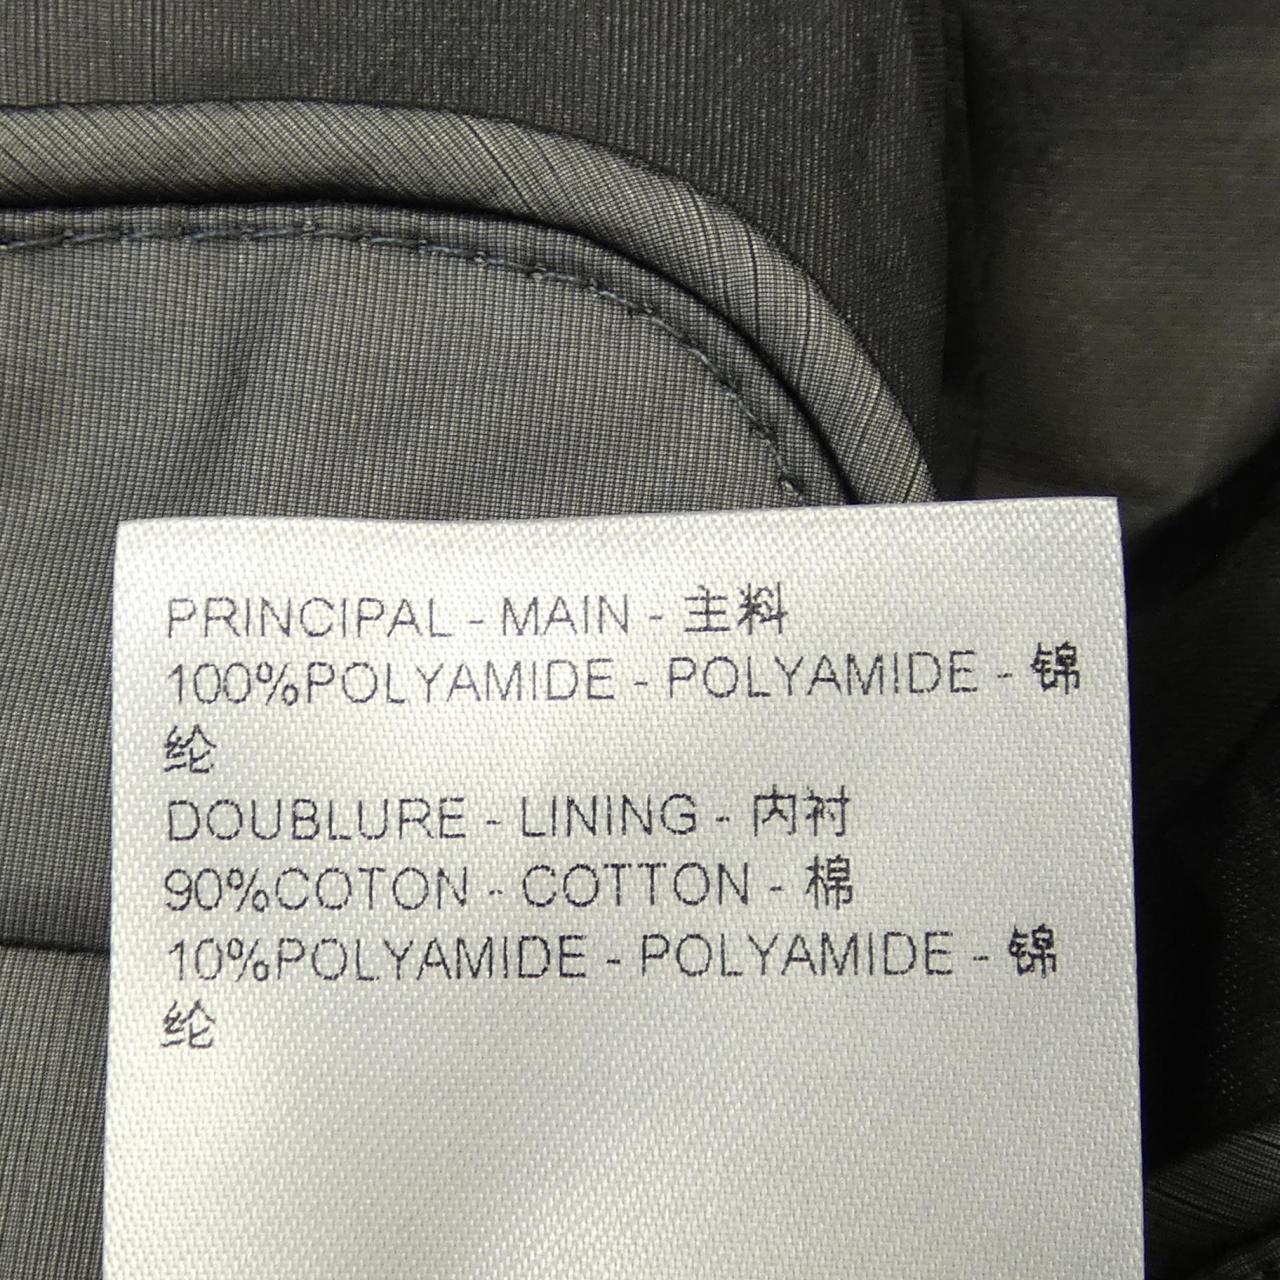 PRINCIPAL - MAIN - 主料
100%POLYAMIDE - POLYAMIDE - 锦
纶
DOUBLURE - LINING - 内衬
90%COTON - COTTON - 棉
10%POLYAMIDE - POLYAMIDE - 锦
纶